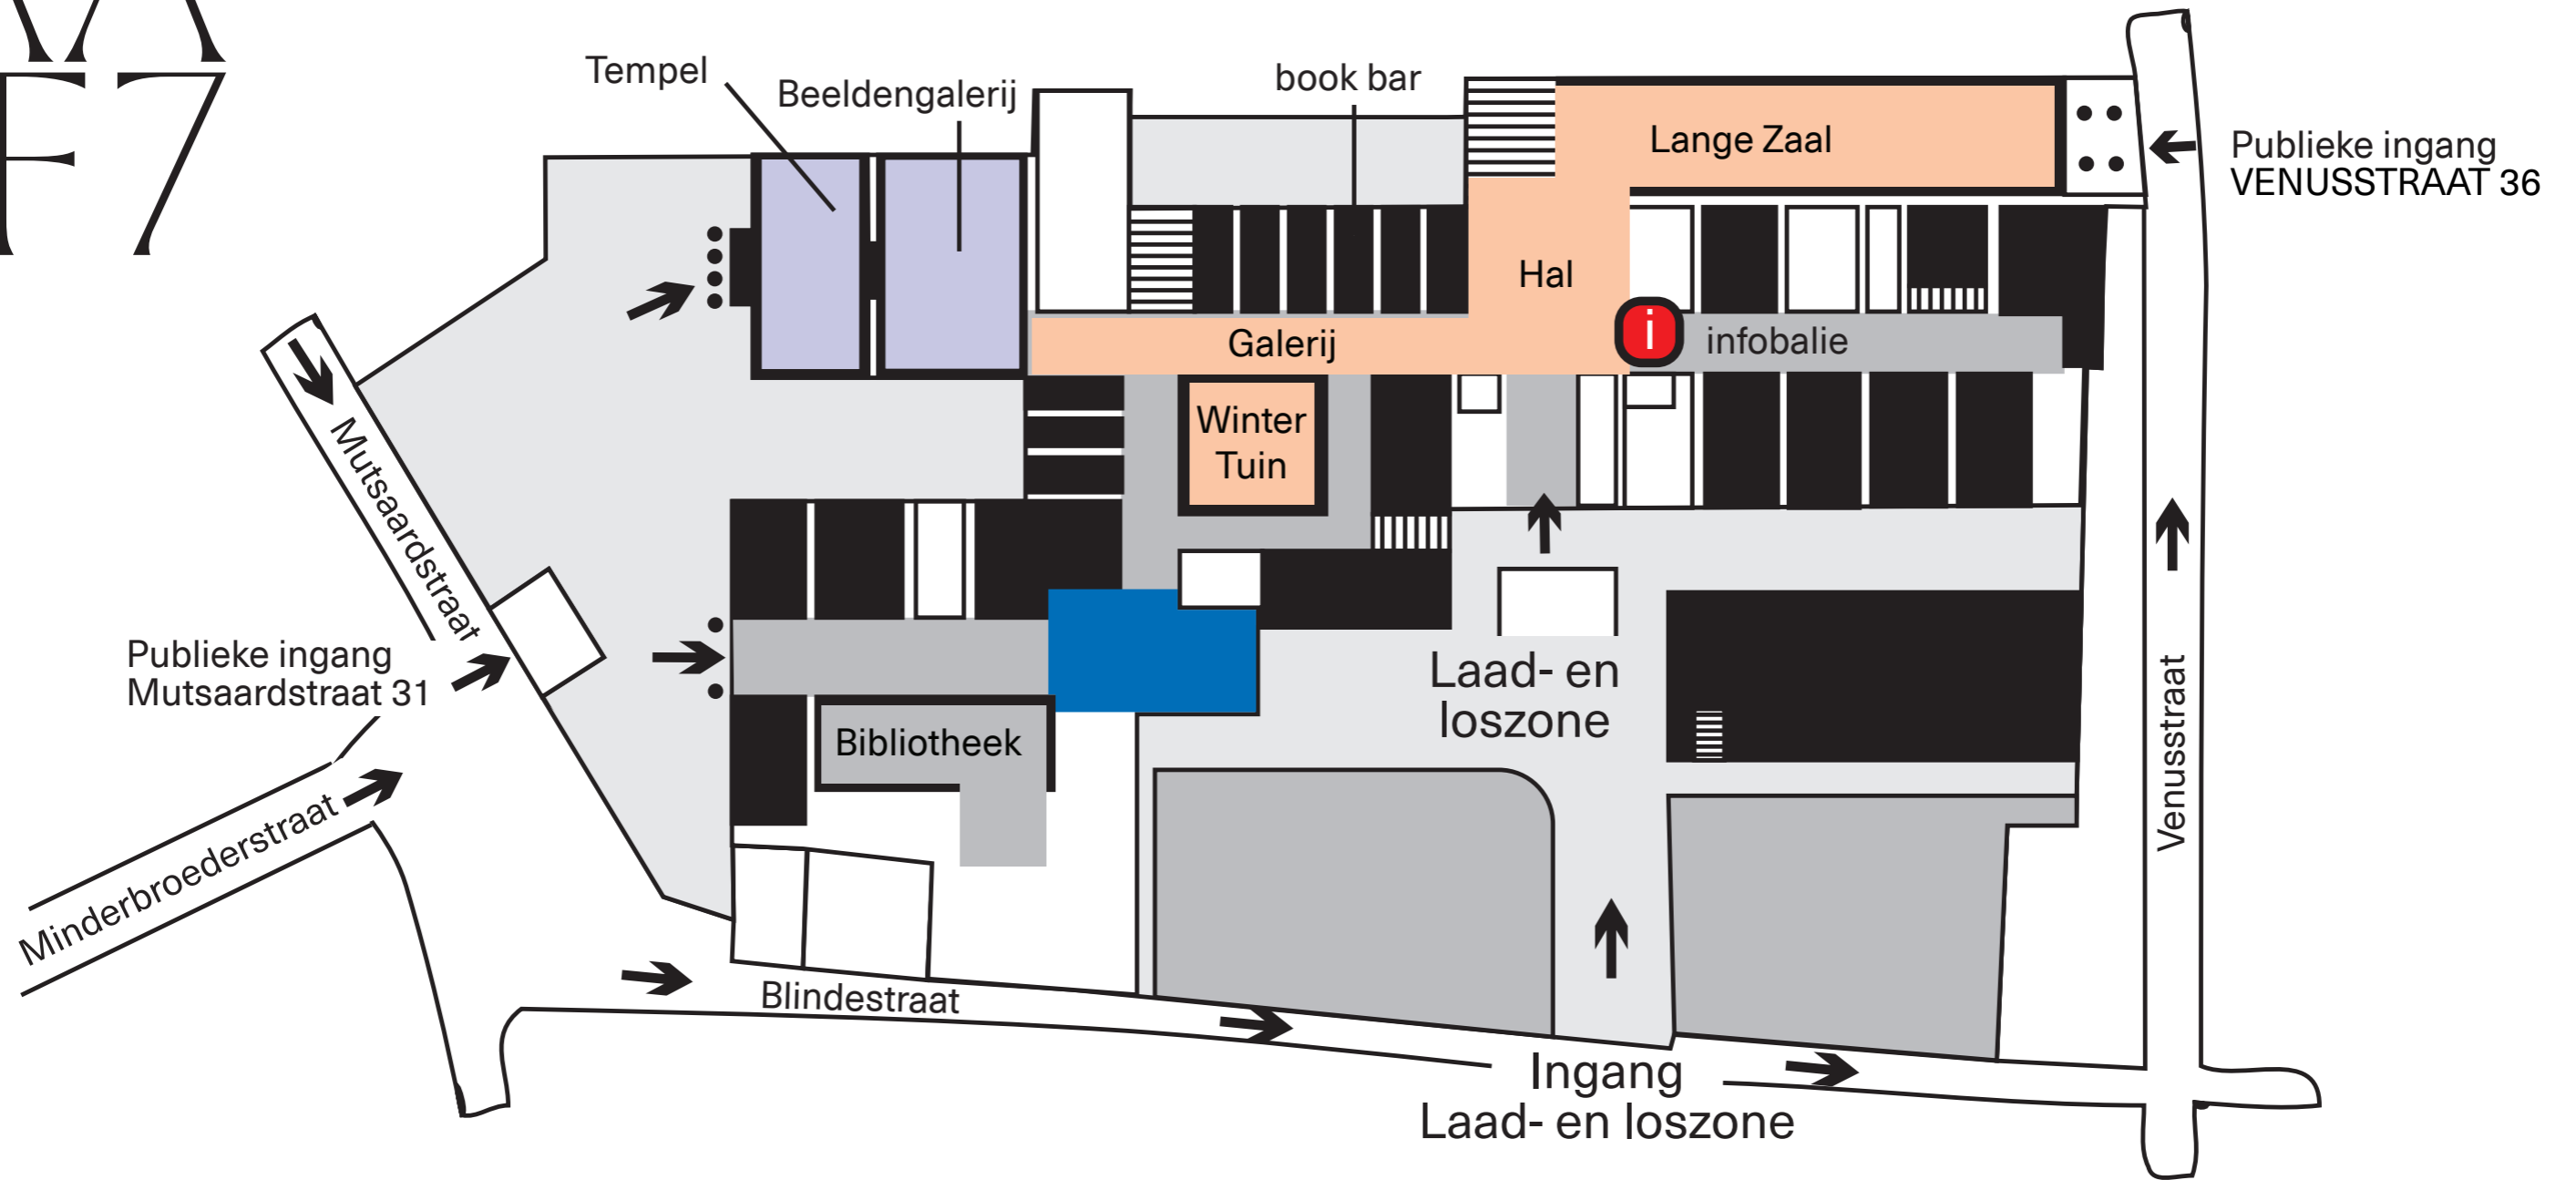 F7
Tempel
Beeldengalerij
book bar
Lange Zaal
Publieke ingang
VENUSSTRAAT 36
Hal
Galerij
i
infobalie
Winter
Tuin
Mutsaardstraat
Publieke ingang
Mutsaardstraat 31
Laad- en
loszone
Bibliotheek
Venusstraat
Minderbroederstraat
Blindestraat
Ingang
Laad- en loszone